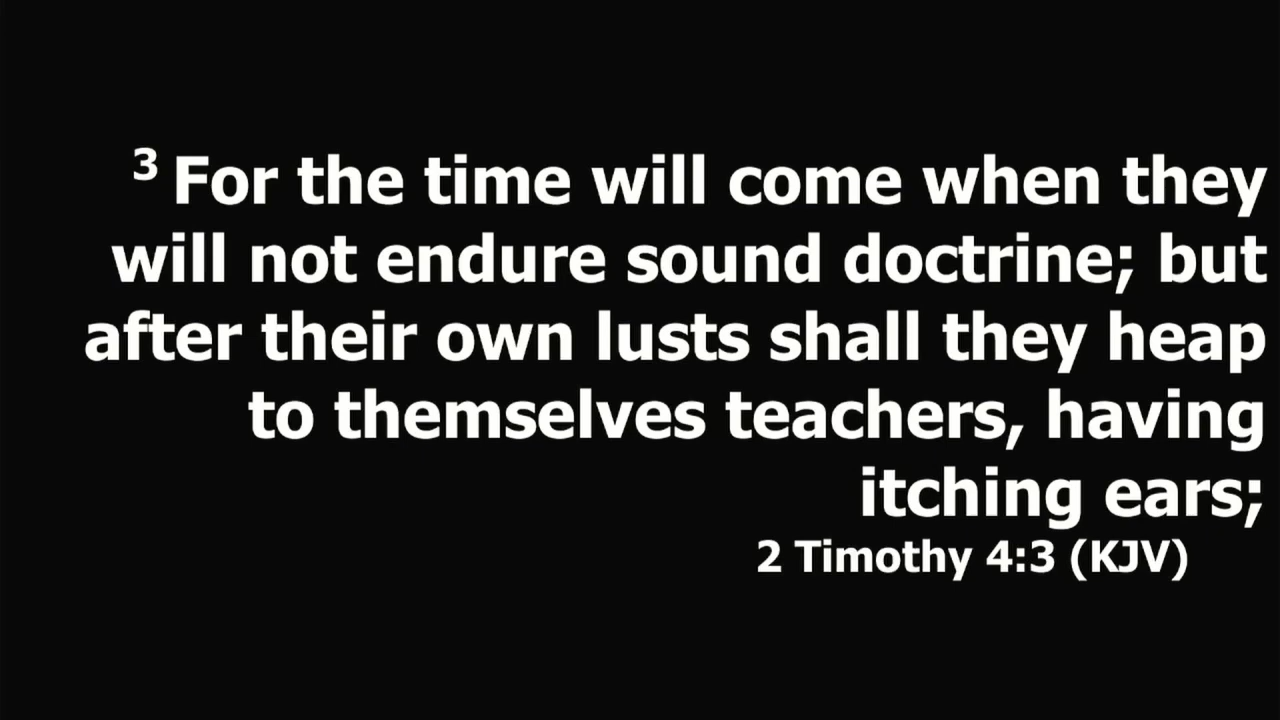 ³ For the time will come when they
will not endure sound doctrine; but
after their own lusts shall they heap
to themselves teachers, having
itching ears;
2 Timothy 4:3 (KJV)